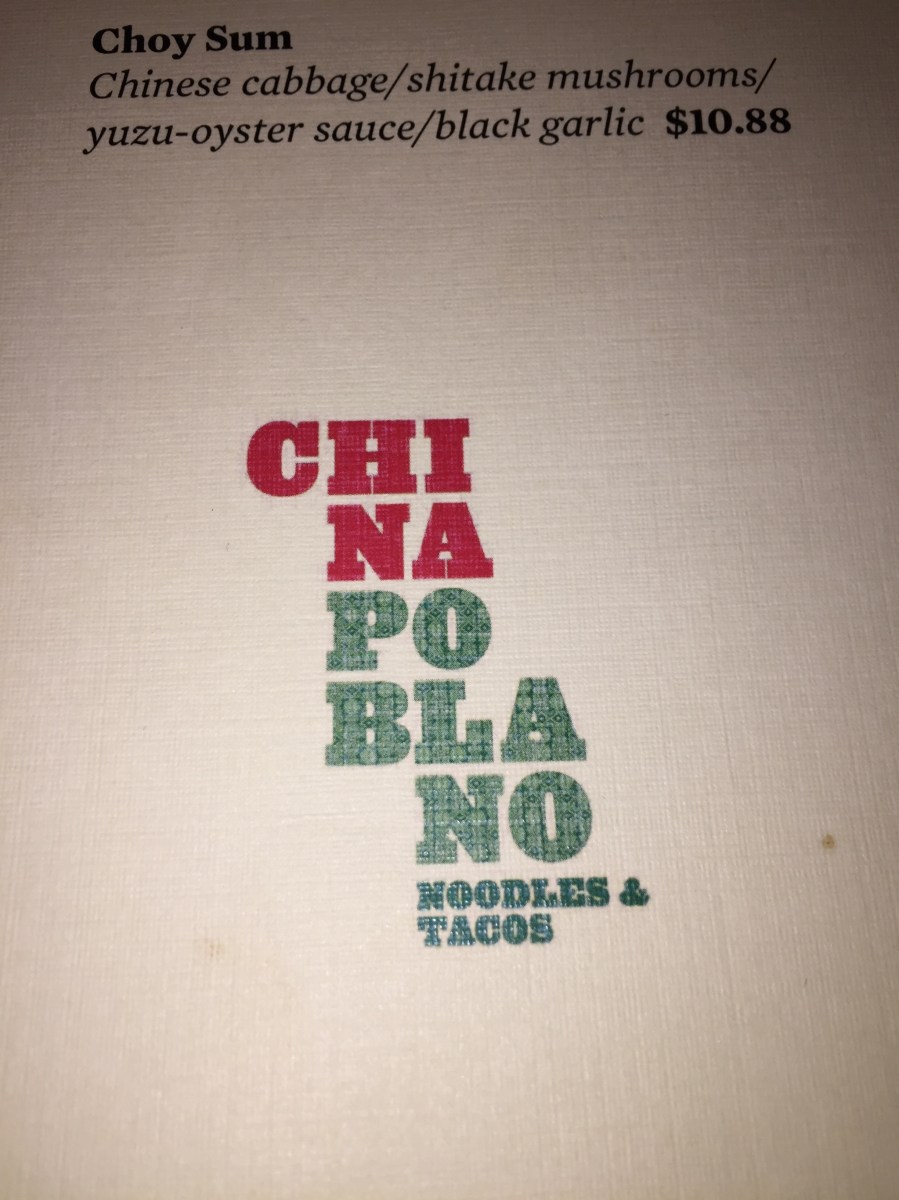 Choy Sum
Chinese cabbage/shitake mushrooms/
yuzu-oyster sauce/black garlic $10.88
CHI
NA
PO
BLA
NO
NOODLES &
TACOS